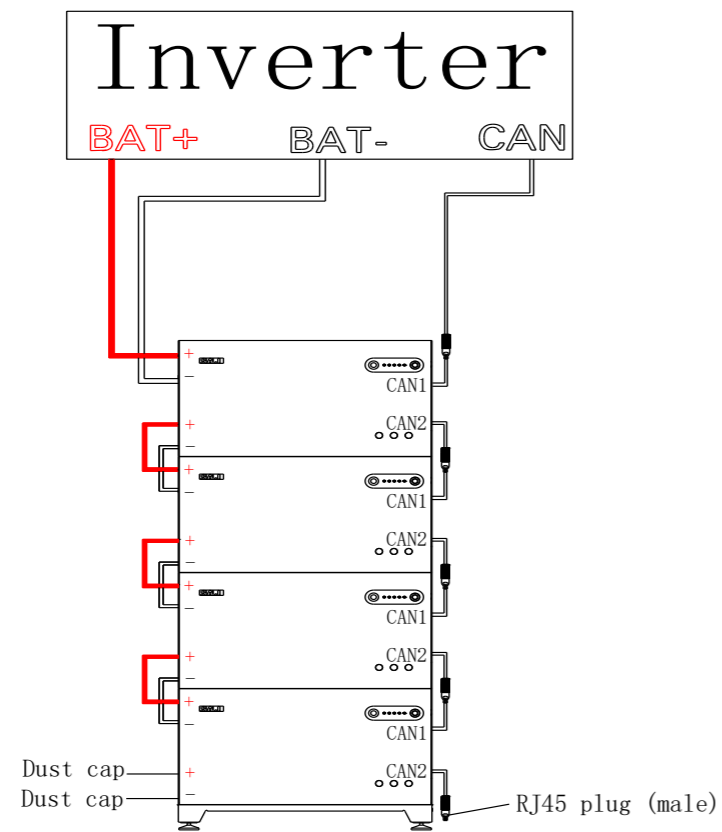 Inverter
BAT+ BAT- CAN
+
−
CAN1
+
−
CAN2
+
−
CAN1
+
−
CAN2
+
−
CAN1
+
−
CAN2
+
−
CAN1
Dust cap + CAN2
Dust cap − RJ45 plug (male)